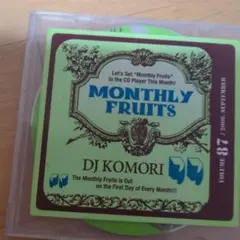 Let's Set "Monthly Fruits"
in the CD Player This Month!!
MONTHLY
FRUITS
DJ KOMORI
The Monthly Fruits is Out
on the First Day of Every Month!!!
VOLUME 87 / 2006. SEPTEMBER